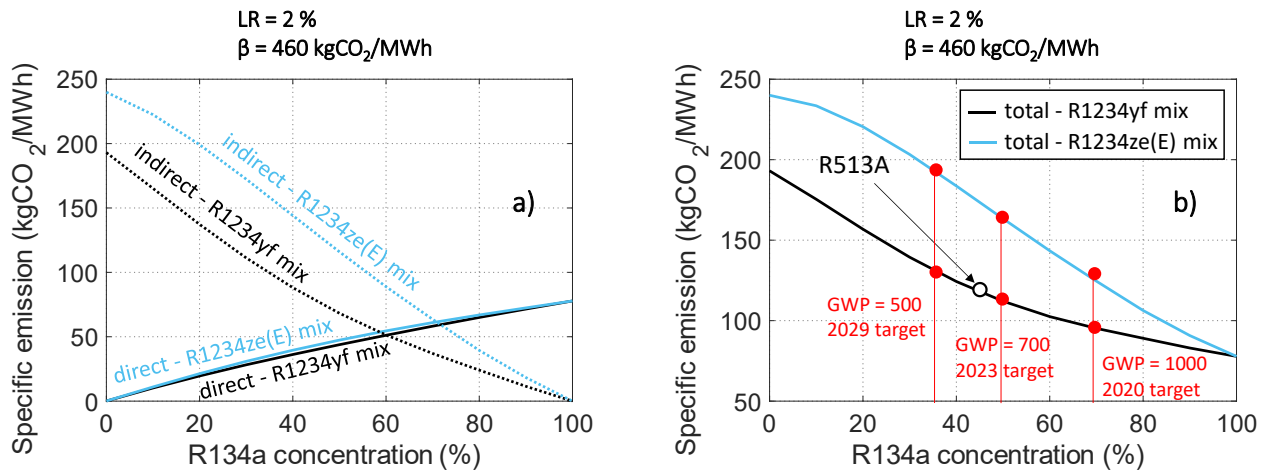 LR = 2 %
β = 460 kgCO2/MWh
250
200
150
100
50
0
Specific emission (kgCO2/MWh)
indirect - R1234ze(E) mix
indirect - R1234yf mix
direct - R1234ze(E) mix
direct - R1234yf mix
a)
0 20 40 60 80 100
R134a concentration (%)
LR = 2 %
β = 460 kgCO2/MWh
250
200
150
100
50
Specific emission (kgCO2/MWh)
total - R1234yf mix
total - R1234ze(E) mix
R513A
b)
GWP = 500
2029 target
GWP = 700
2023 target
GWP = 1000
2020 target
0 20 40 60 80 100
R134a concentration (%)